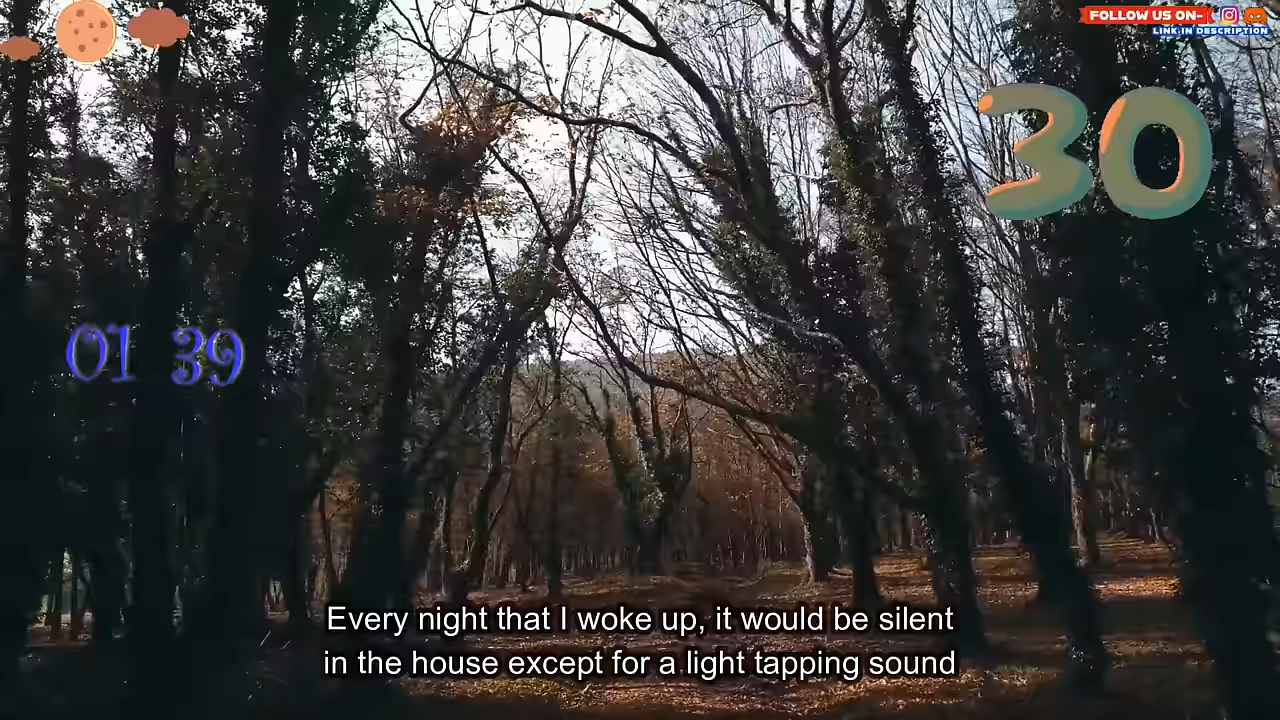 FOLLOW US ON-
LINK IN DESCRIPTION
30
01 39
Every night that I woke up, it would be silent
in the house except for a light tapping sound